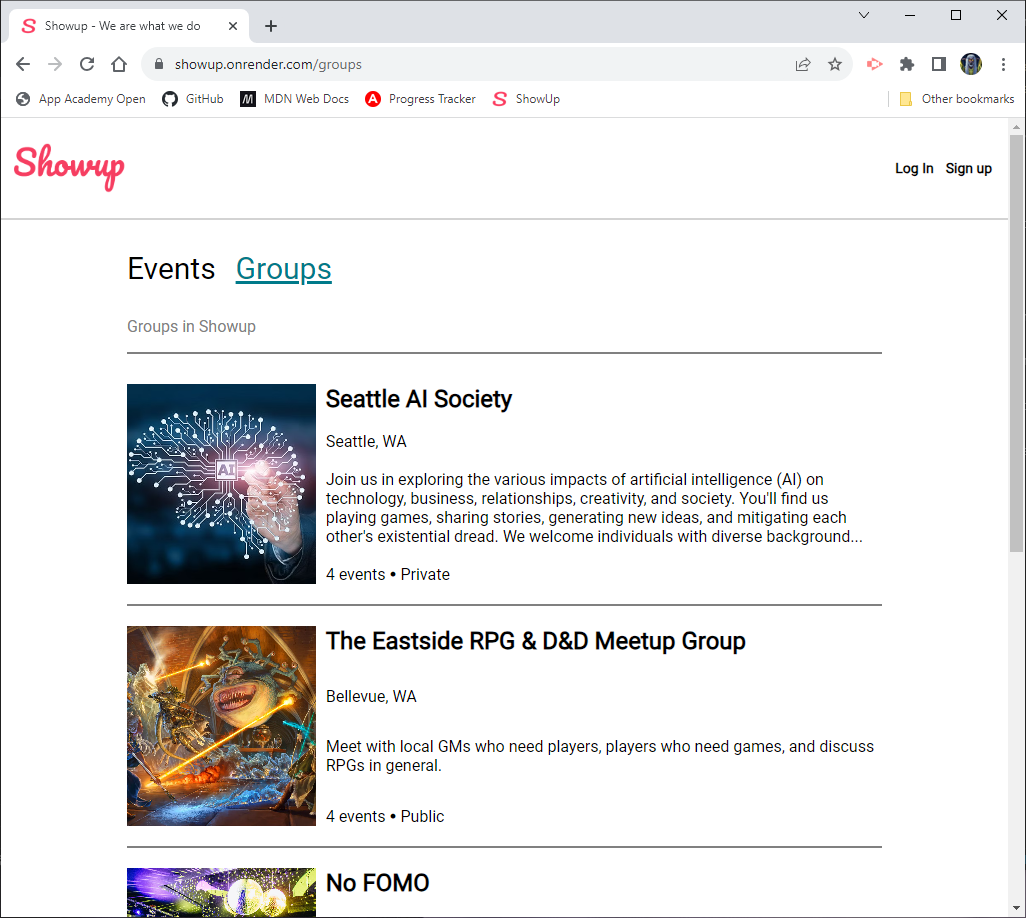 Showup - We are what we do
showup.onrender.com/groups
App Academy Open
GitHub
MDN Web Docs
Progress Tracker
ShowUp
Other bookmarks
Showup
Log In
Sign up
Events
Groups
Groups in Showup
AI
Seattle AI Society
Seattle, WA
Join us in exploring the various impacts of artificial intelligence (AI) on
technology, business, relationships, creativity, and society. You'll find us
playing games, sharing stories, generating new ideas, and mitigating each
other's existential dread. We welcome individuals with diverse background...
4 events • Private
The Eastside RPG & D&D Meetup Group
Bellevue, WA
Meet with local GMs who need players, players who need games, and discuss
RPGs in general.
4 events • Public
No FOMO